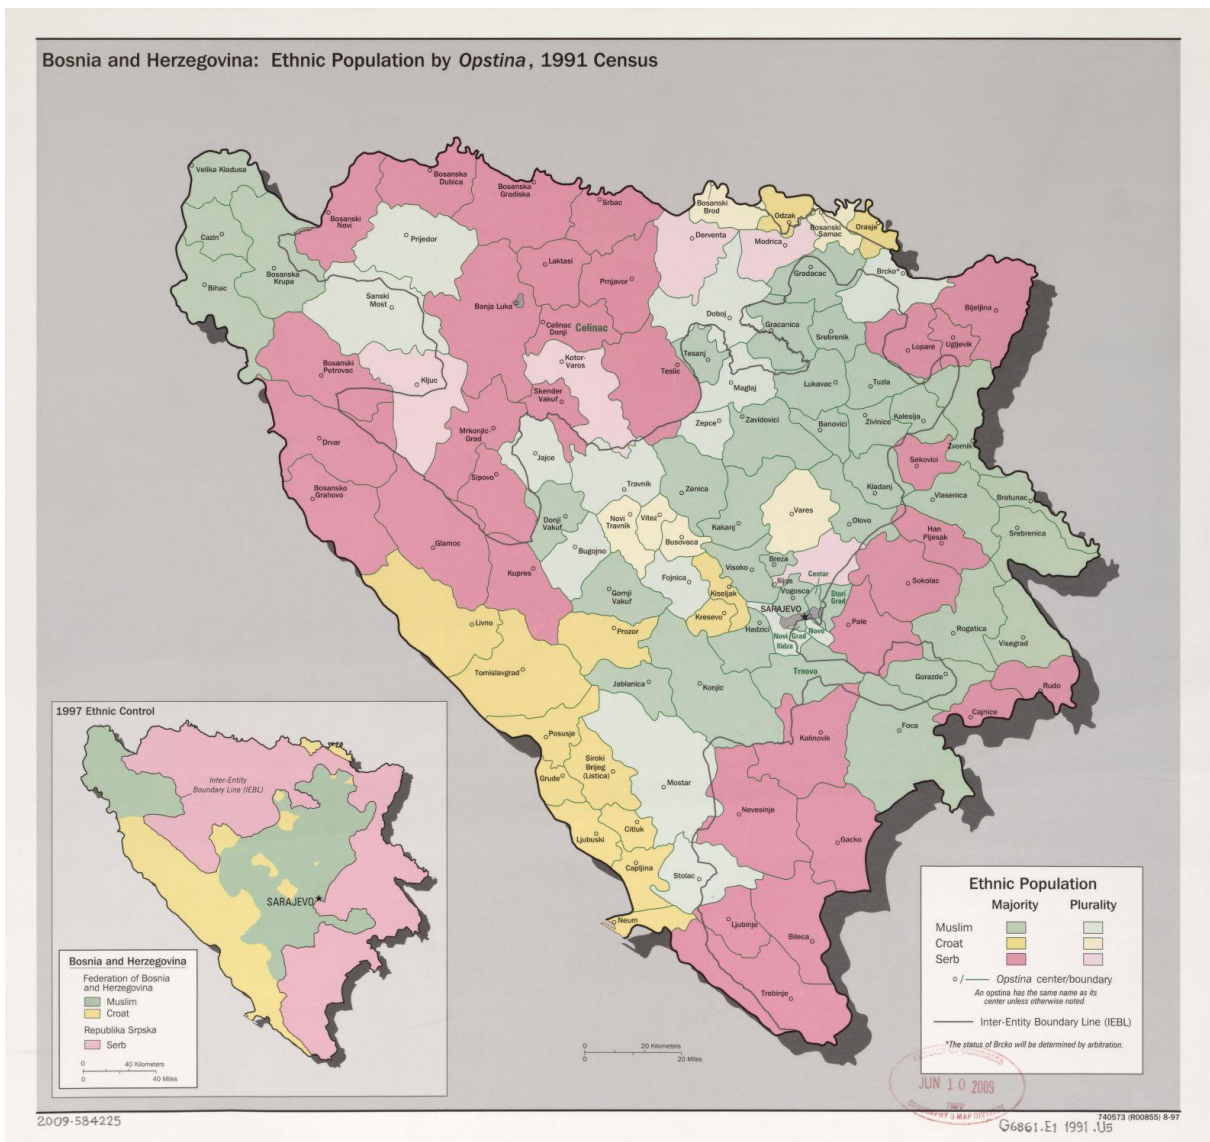 Bosnia and Herzegovina: Ethnic Population by Opstina, 1991 Census
Velika Kladusa
Cazin
Bihac
Bosanska
Krupa
Bosanski
Novi
Bosanska
Dubica
Bosanska
Gradiska
Srbac
Prijedor
Sanski
Most
Laktasi
Prnjavor
Banja Luka
Celinac
Donji
Celinac
Bosanski
Petrovac
Kljuc
Kotor-
Varos
Skender
Vakuf
Teslic
Drvar
Mrkonjic-
Grad
Sipovo
Bosansko
Grahovo
Glamoc
Kupres
Bosanski
Brod
Odzak
Bosanski
Samac
Orasje
Derventa
Modrica
Gradacac
Brcko*
Bijeljina
Doboj
Gracanica
Srebrenik
Lopare
Ugljevik
Tesanj
Maglaj
Lukavac
Tuzla
Zepce
Zavidovici
Banovici
Zivinice
Kalesija
Zvornik
Jajce
Travnik
Zenica
Sekovici
Kladanj
Vlasenica
Bratunac
Srebrenica
Donji
Vakuf
Novi
Travnik
Vitez
Busovaca
Kakanj
Vares
Olovo
Han
Pijesak
Bugojno
Fojnica
Visoko
Breza
Centar
Ilijas
Vogosca
Stari
Grad
Sokolac
Gornji
Vakuf
Kiseljak
Kresevo
SARAJEVO
Hadzici
Novi Grad
Novo
Ilidza
Pale
Rogatica
Visegrad
Livno
Prozor
Tomislavgrad
Jablanica
Konjic
Trnovo
Gorazde
Rudo
Cajnice
Foca
Kalinovik
Posusje
Siroki
Brijeg
(Listica)
Grude
Mostar
Nevesinje
Gacko
Ljubuski
Citluk
Capljina
Stolac
Neum
Ljubinje
Bileca
Trebinje
1997 Ethnic Control
Inter-Entity
Boundary Line (IEBL)
SARAJEVO
Bosnia and Herzegovina
Federation of Bosnia
and Herzegovina
Muslim
Croat
Republika Srpska
Serb
0 40 Kilometers
0 40 Miles
0 20 Kilometers
0 20 Miles
Ethnic Population
Majority Plurality
Muslim
Croat
Serb
Opstina center/boundary
An opstina has the same name as its
center unless otherwise noted.
Inter-Entity Boundary Line (IEBL)
*The status of Brcko will be determined by arbitration.
JUN 10 2009
GEOGRAPHY & MAP DIVISION
2009-584225
740573 (R00855) 8-97
G6861.E1 1991.U5